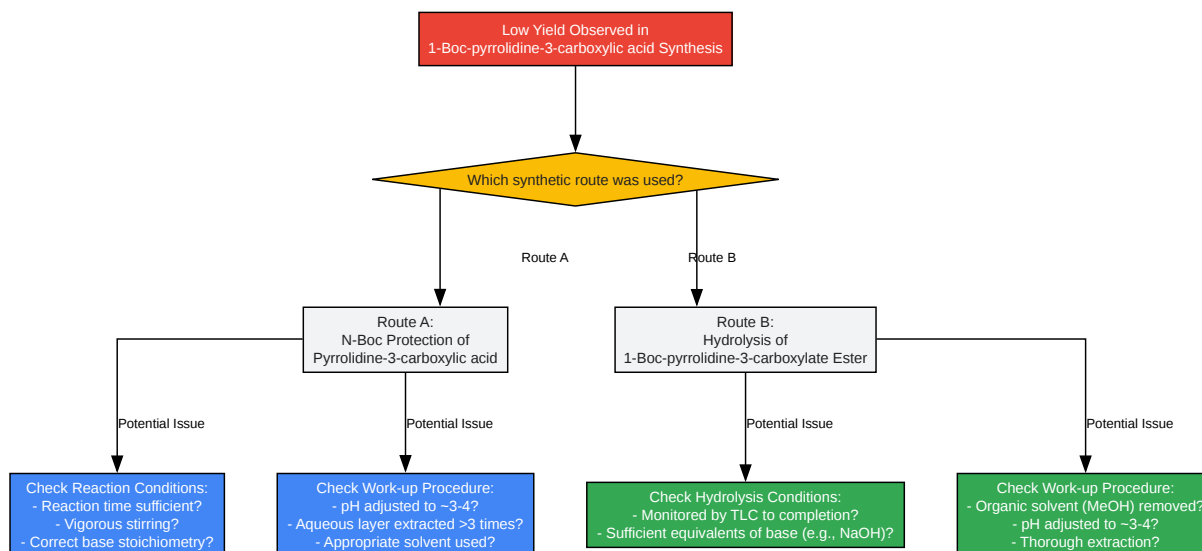 Low Yield Observed in
1-Boc-pyrrolidine-3-carboxylic acid Synthesis
Which synthetic route was used?
Route A
Route B
Route A:
N-Boc Protection of
Pyrrolidine-3-carboxylic acid
Route B:
Hydrolysis of
1-Boc-pyrrolidine-3-carboxylate Ester
Potential Issue
Potential Issue
Potential Issue
Potential Issue
Check Reaction Conditions:
- Reaction time sufficient?
- Vigorous stirring?
- Correct base stoichiometry?
Check Work-up Procedure:
- pH adjusted to ~3-4?
- Aqueous layer extracted >3 times?
- Appropriate solvent used?
Check Hydrolysis Conditions:
- Monitored by TLC to completion?
- Sufficient equivalents of base (e.g., NaOH)?
Check Work-up Procedure:
- Organic solvent (MeOH) removed?
- pH adjusted to ~3-4?
- Thorough extraction?